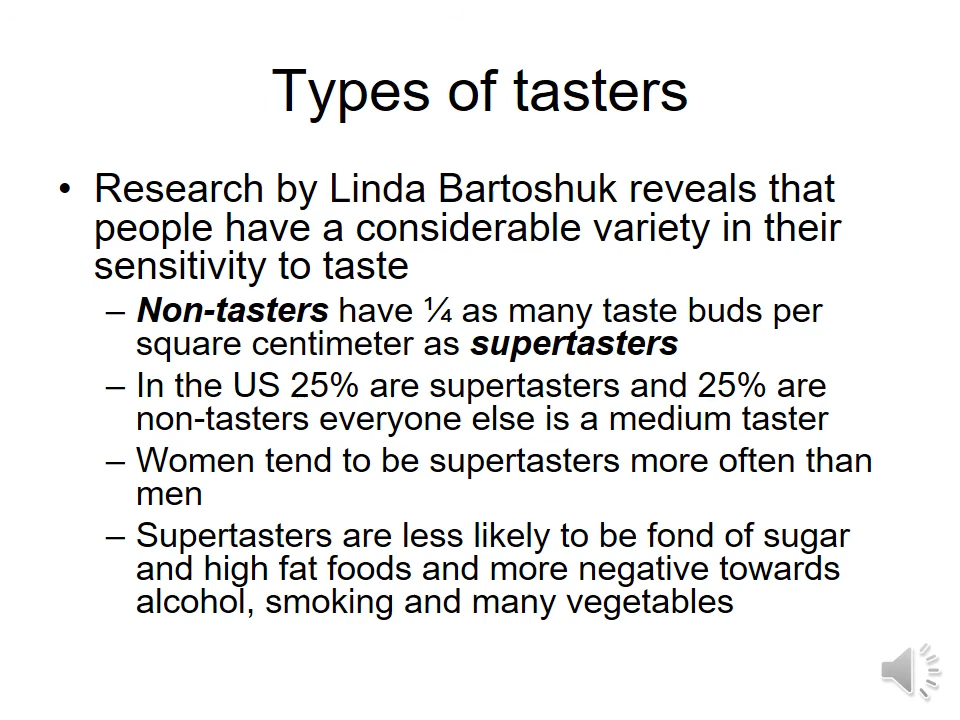 Types of tasters
• Research by Linda Bartoshuk reveals that
people have a considerable variety in their
sensitivity to taste
– Non-tasters have ¼ as many taste buds per
square centimeter as supertasters
– In the US 25% are supertasters and 25% are
non-tasters everyone else is a medium taster
– Women tend to be supertasters more often than
men
– Supertasters are less likely to be fond of sugar
and high fat foods and more negative towards
alcohol, smoking and many vegetables